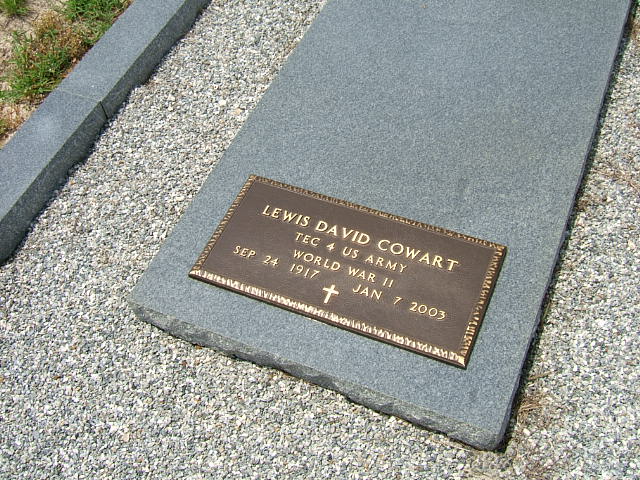 LEWIS DAVID COWART
TEC 4 US ARMY
WORLD WAR II
SEP 24 1917 JAN 7 2003